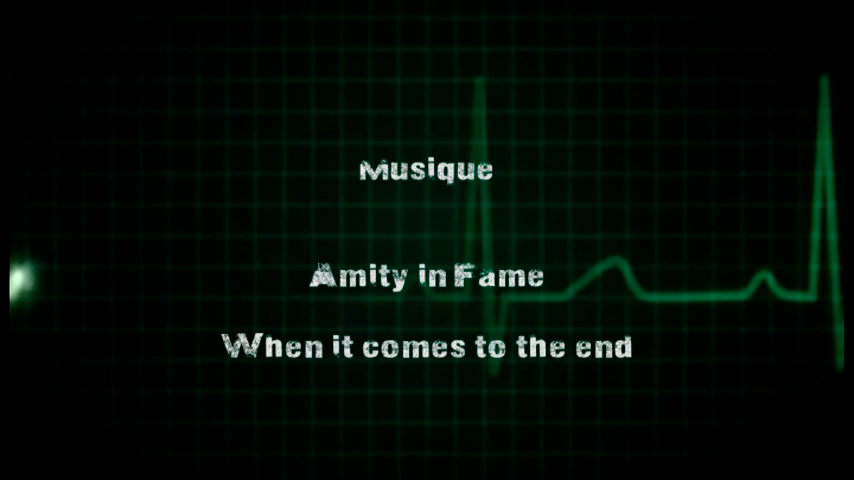 Musique
Amity in Fame
When it comes to the end